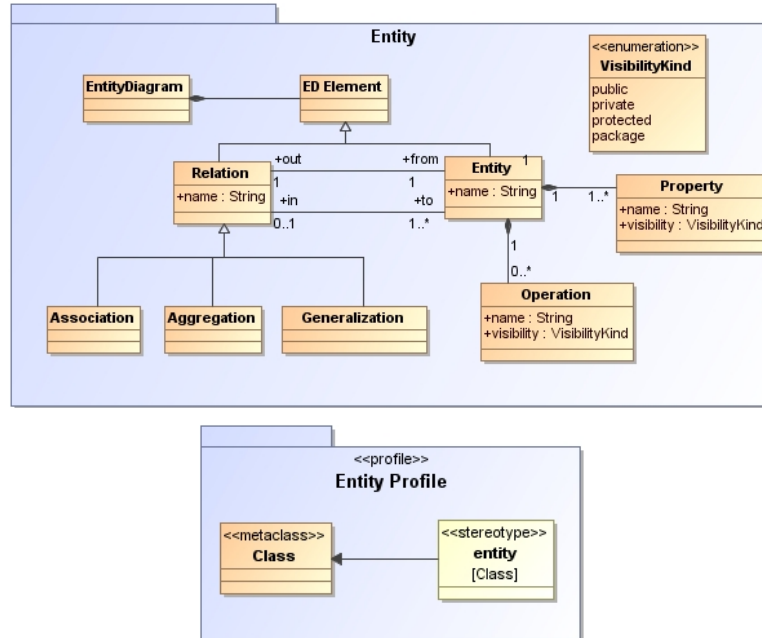 Entity
<<enumeration>>
VisibilityKind
public
private
protected
package
EntityDiagram
ED Element
Relation
+name : String
+out
1
+in
0..1
+from
1
+to
1..*
Entity
1
+name : String
1
1..*
Property
+name : String
+visibility : VisibilityKind
1
0..*
Operation
+name : String
+visibility : VisibilityKind
Association
Aggregation
Generalization
<<profile>>
Entity Profile
<<metaclass>>
Class
<<stereotype>>
entity
[Class]